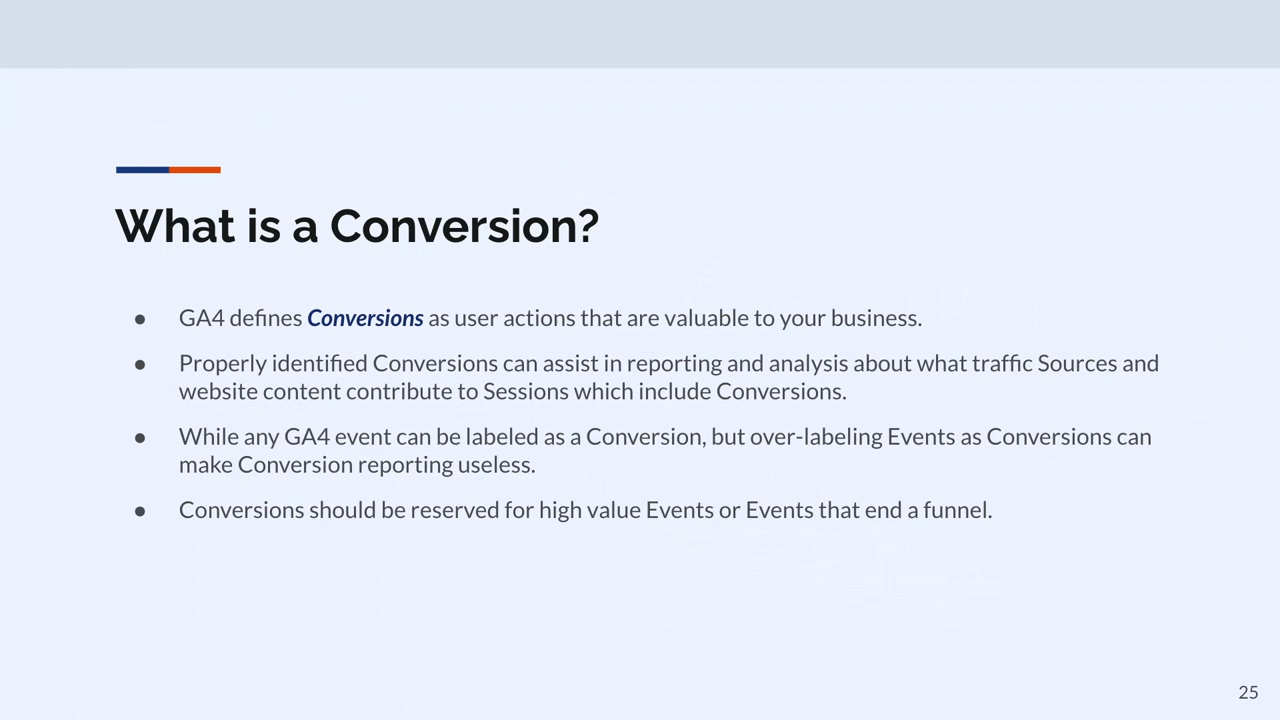 What is a Conversion?
● GA4 defines Conversions as user actions that are valuable to your business.
● Properly identified Conversions can assist in reporting and analysis about what traffic Sources and
website content contribute to Sessions which include Conversions.
● While any GA4 event can be labeled as a Conversion, but over-labeling Events as Conversions can
make Conversion reporting useless.
● Conversions should be reserved for high value Events or Events that end a funnel.
25